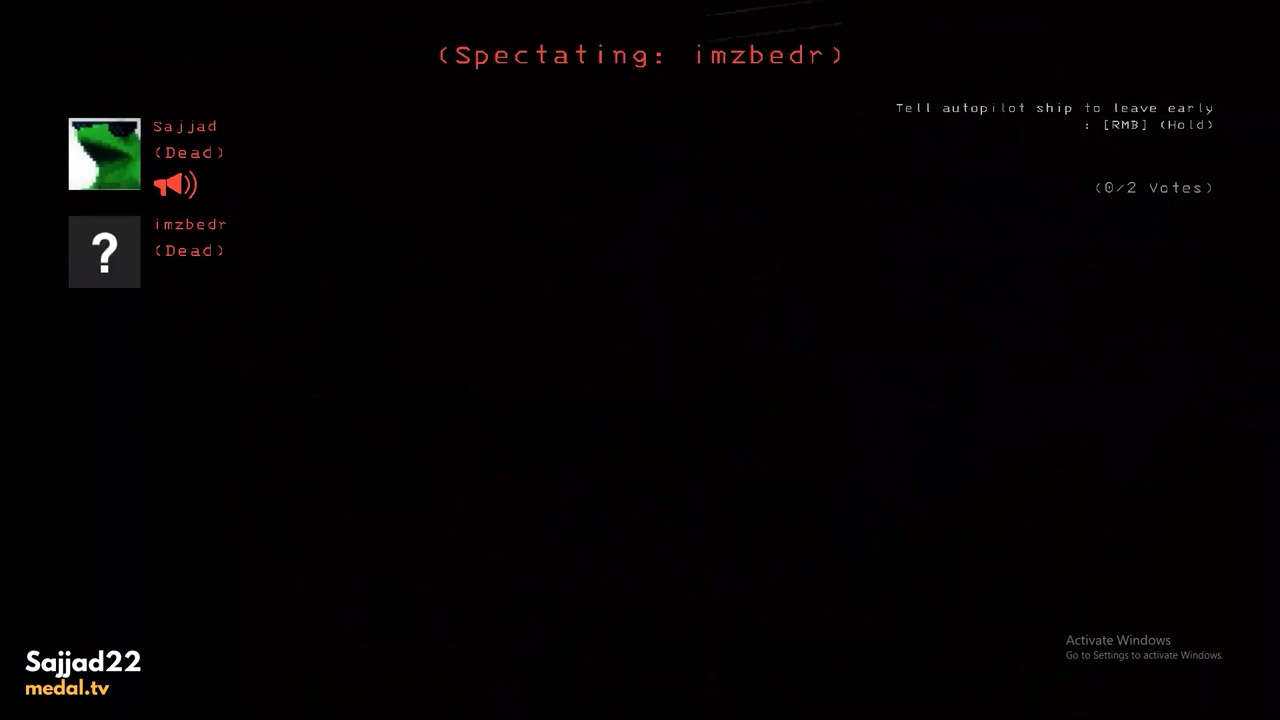 (Spectating: imzbedr)
Tell autopilot ship to leave early
: [RMB] (Hold)
(0/2 Votes)
Sajjad
(Dead)
?
imzbedr
(Dead)
Sajjad22
medal.tv
Activate Windows
Go to Settings to activate Windows.